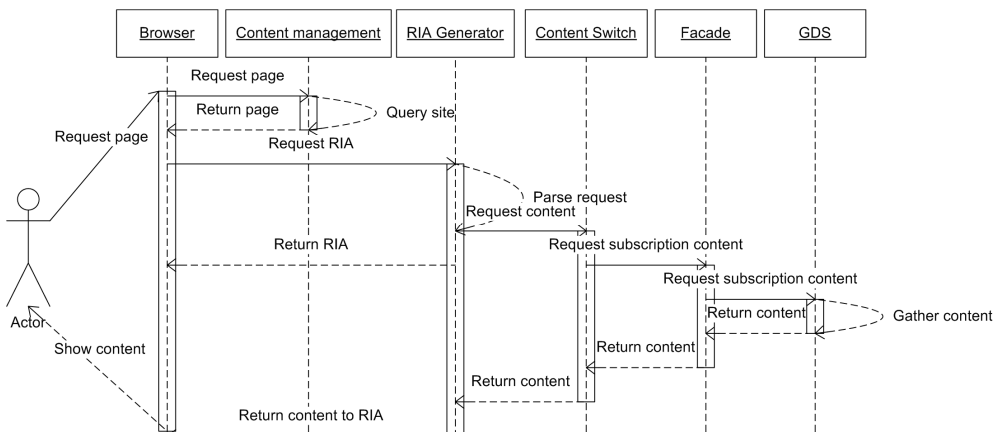 Browser
Content management
RIA Generator
Content Switch
Facade
GDS
Request page
Return page
Query site
Request page
Request RIA
Parse request
Request content
Return RIA
Request subscription content
Request subscription content
Return content
Gather content
Actor
Show content
Return content
Return content
Return content to RIA